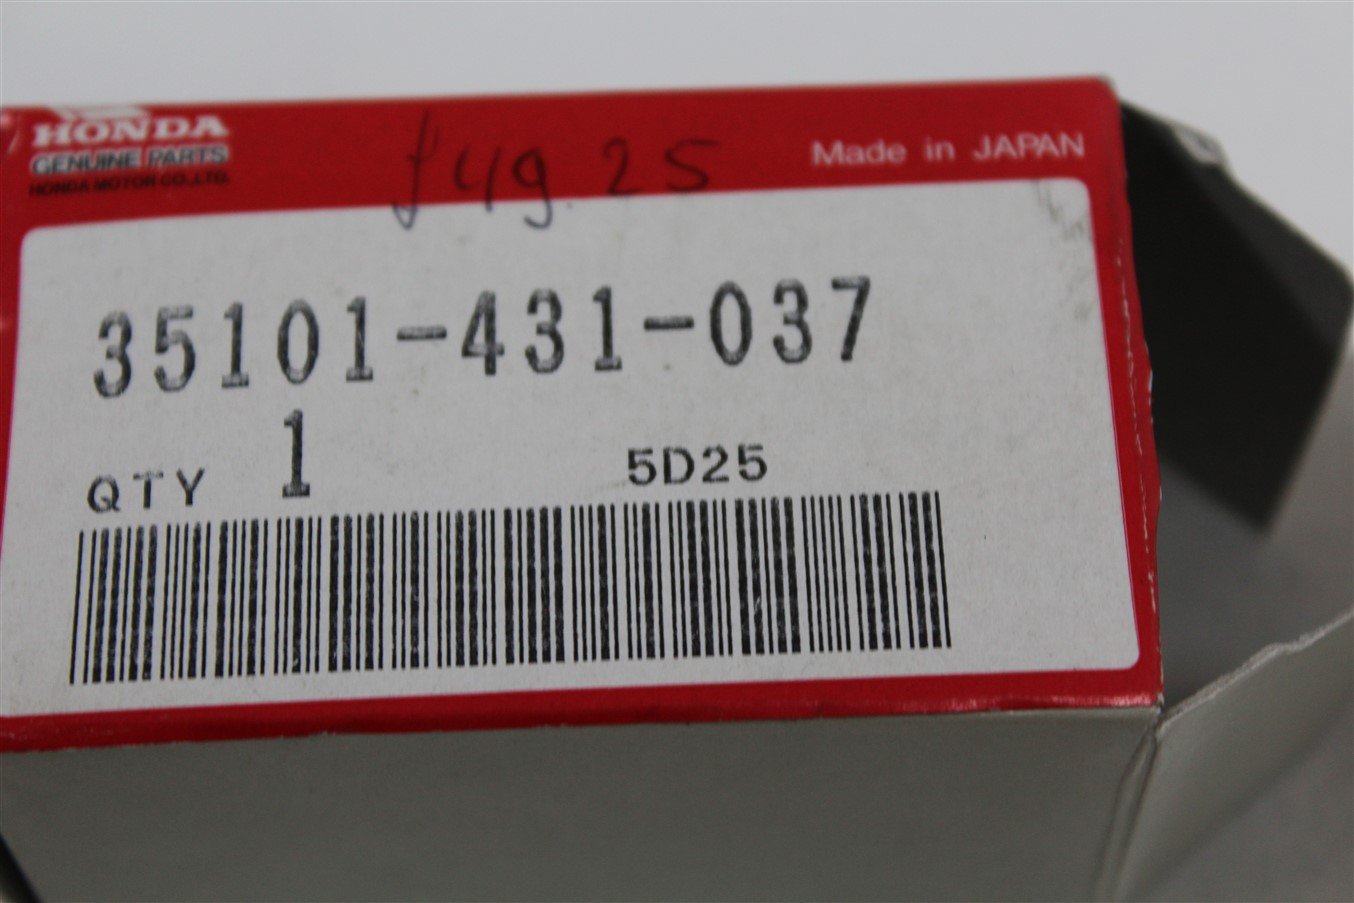 HONDA
GENUINE PARTS
HONDA MOTOR CO.,LTD.
Made in JAPAN
35101-431-037
QTY 1
5D25